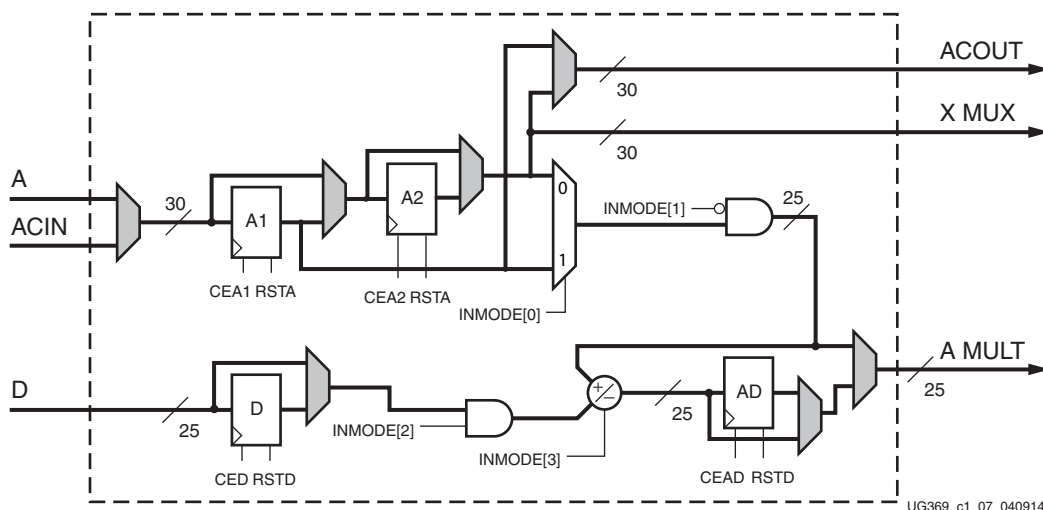 ACOUT
30
X MUX
30
A
ACIN
30
A1
A2
0
1
INMODE[1]
25
CEA1 RSTA
CEA2 RSTA
INMODE[0]
A MULT
25
D
25
D
+
−
25
AD
INMODE[2]
INMODE[3]
CED RSTD
CEAD RSTD
UG369_c1_07_040914